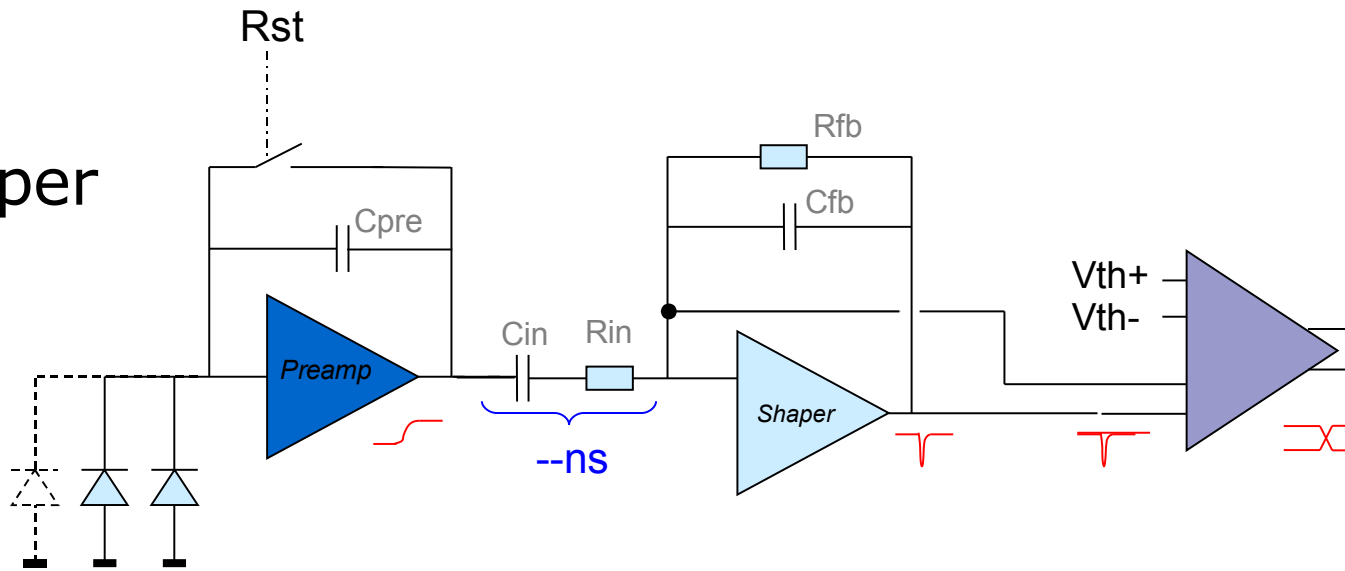 Rst
per
Rfb
Cpre
Cfb
Vth+
Vth-
Cin
Rin
Preamp
Shaper
--ns